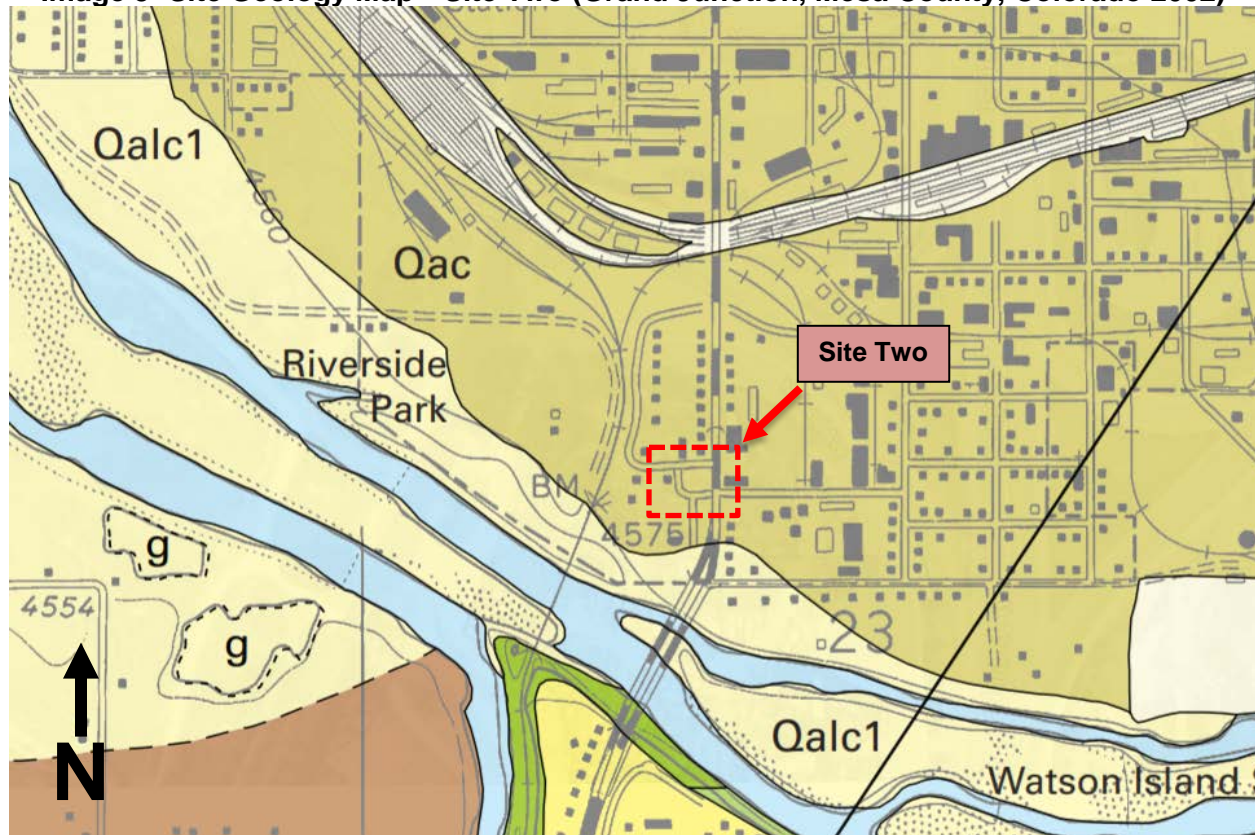 Qalc1
4560
Qac
Site Two
Riverside
Park
BM
4575
g
4554
g
23
N
Qalc1
Watson Island